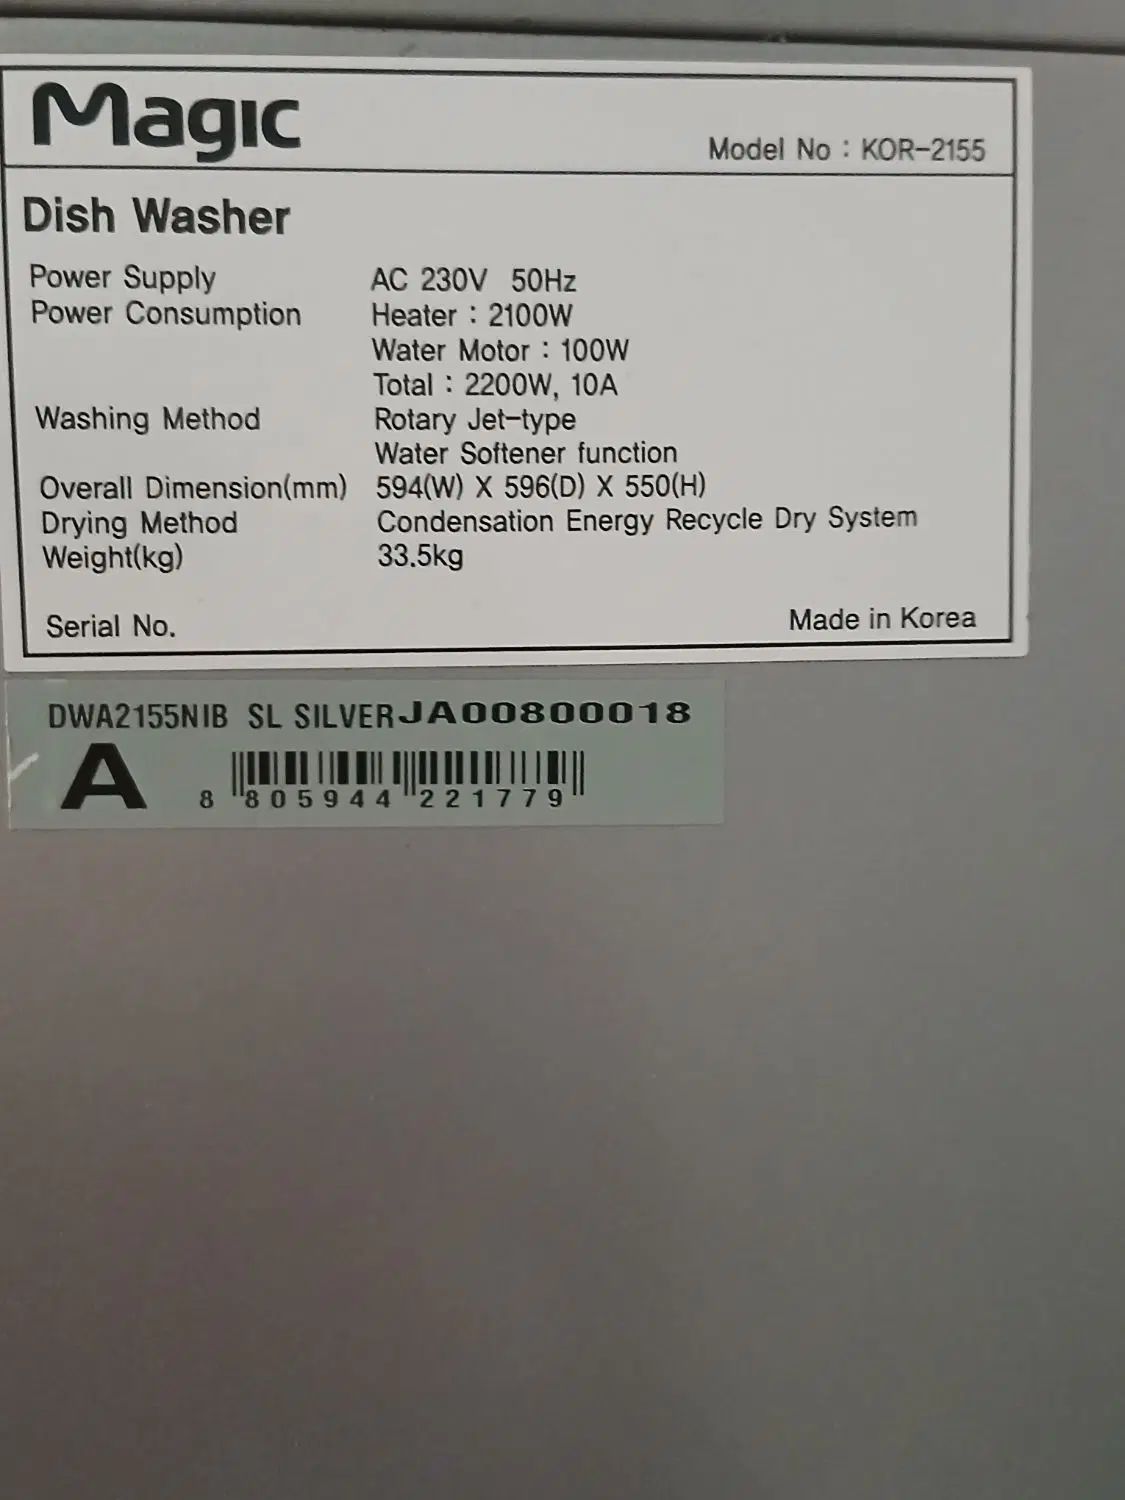 Magic
Model No : KOR-2155
Dish Washer
Power Supply AC 230V 50Hz
Power Consumption Heater : 2100W
Water Motor : 100W
Total : 2200W, 10A
Washing Method Rotary Jet-type
Water Softener function
Overall Dimension(mm) 594(W) X 596(D) X 550(H)
Drying Method Condensation Energy Recycle Dry System
Weight(kg) 33.5kg
Serial No. Made in Korea
DWA2155NIB SL SILVER JA00800018
A
8 805944 221779